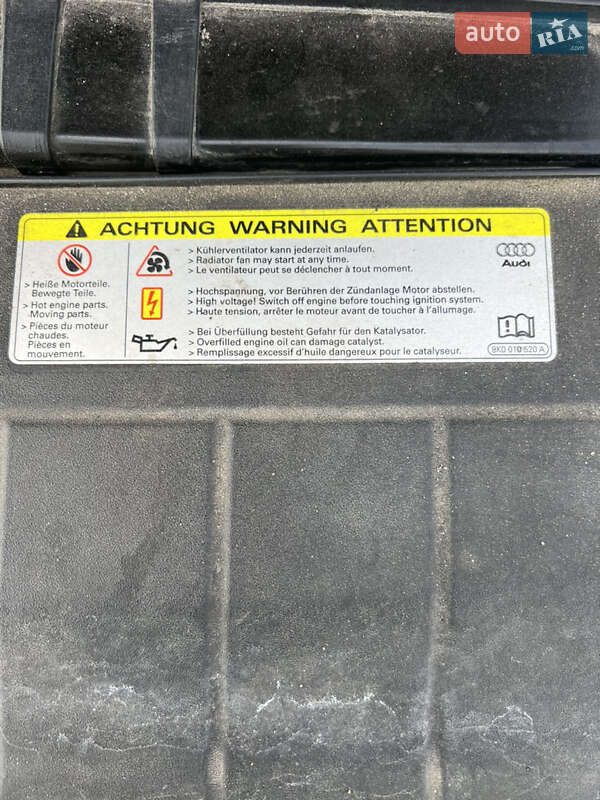 auto RIA.com
ACHTUNG WARNING ATTENTION
> Heiße Motorteile.
Bewegte Teile.
> Hot engine parts.
Moving parts.
> Pièces du moteur
chaudes.
Pièces en
mouvement.
> Kühlerventilator kann jederzeit anlaufen.
> Radiator fan may start at any time.
> Le ventilateur peut se déclencher à tout moment.
> Hochspannung, vor Berühren der Zündanlage Motor abstellen.
> High voltage! Switch off engine before touching ignition system.
> Haute tension, arrêter le moteur avant de toucher à l'allumage.
> Bei Überfüllung besteht Gefahr für den Katalysator.
> Overfilled engine oil can damage catalyst.
> Remplissage excessif d'huile dangereux pour le catalyseur.
Audi
8K0 010 520 A